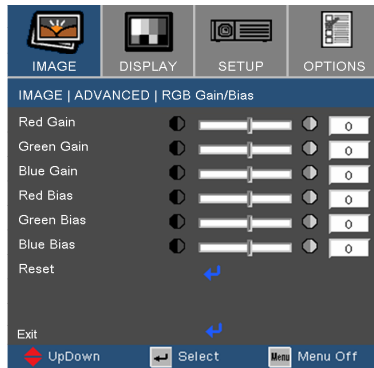 IMAGE DISPLAY SETUP OPTIONS
IMAGE | ADVANCED | RGB Gain/Bias
Red Gain 0
Green Gain 0
Blue Gain 0
Red Bias 0
Green Bias 0
Blue Bias 0
Reset
Exit
UpDown Select Menu Menu Off